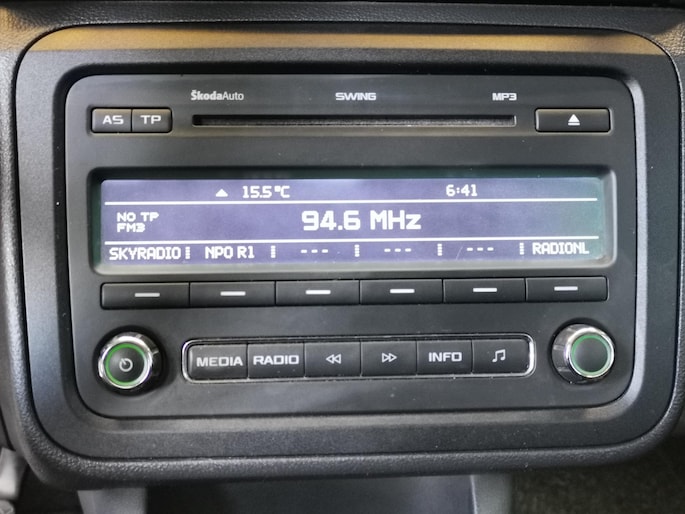 ŠkodaAuto SWING MP3
AS TP
15.5°C 6:41
NO TP
FM3
94.6 MHz
SKYRADIO NPO R1 --- --- --- RADIONL
MEDIA RADIO INFO